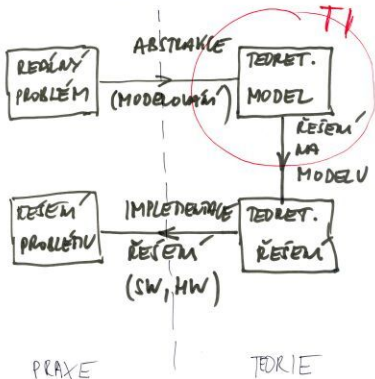 TI
ABSTRAKCE
REÁLNÝ
PROBLÉM
(MODELOVÁNÍ)
TEORET.
MODEL
ŘEŠENÍ
NA
MODELU
ŘEŠENÍ
PROBLÉMU
IMPLEMENTACE
ŘEŠENÍ
(SW, HW)
TEORET.
ŘEŠENÍ
PRAXE
TEORIE